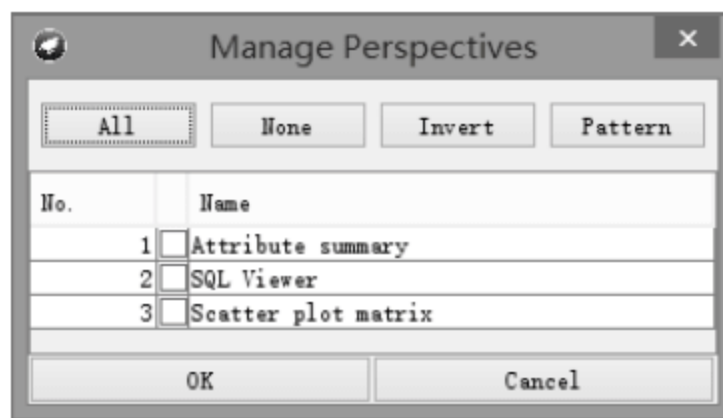 Manage Perspectives
All None Invert Pattern
No. Name
1 Attribute summary
2 SQL Viewer
3 Scatter plot matrix
OK Cancel